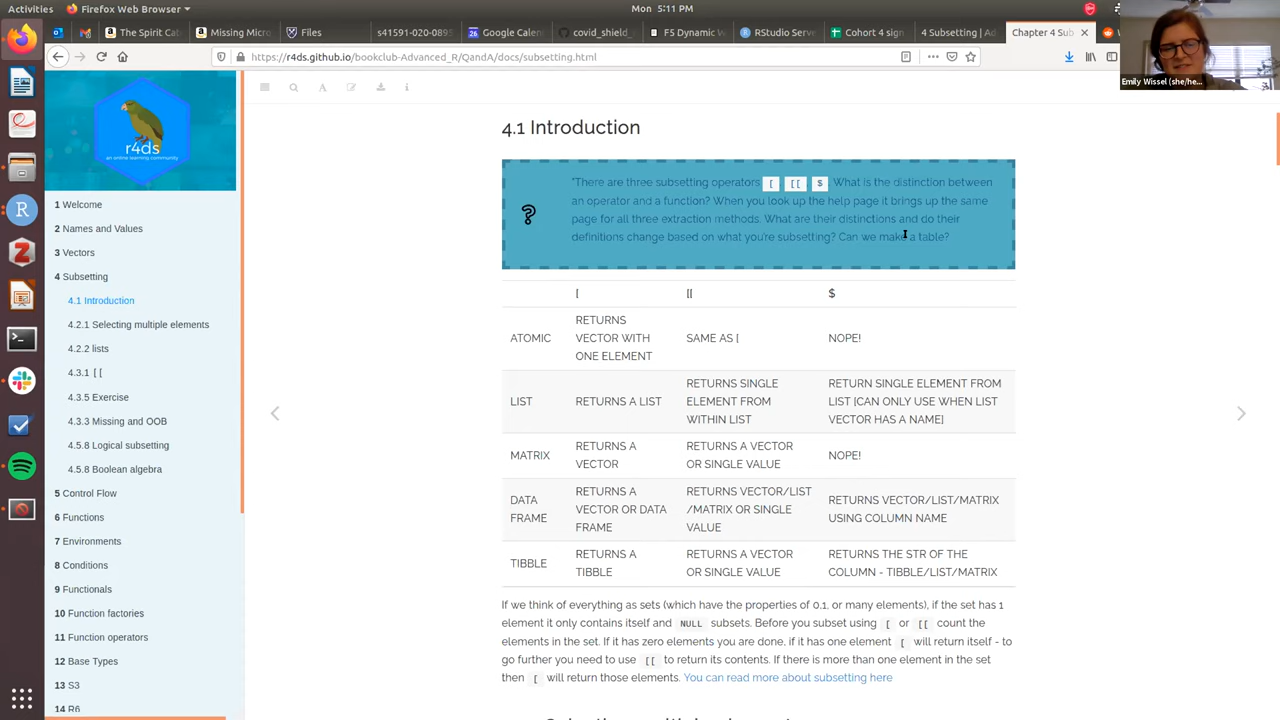 Activities
Firefox Web Browser
Mon 5:11 PM
The Spirit Cat
Missing Micro
Files
s41591-020-0895
Google Calen
covid_shield_
F5 Dynamic W
RStudio Serve
Cohort 4 sign
4 Subsetting | Ad
Chapter 4 Sub
https://r4ds.github.io/bookclub-Advanced_R/QandA/docs/subsetting.html
Emily Wissel (she/he...
r4ds
an online learning community
1 Welcome
2 Names and Values
3 Vectors
4 Subsetting
4.1 Introduction
4.2.1 Selecting multiple elements
4.2.2 lists
4.3.1 [ [
4.3.5 Exercise
4.3.3 Missing and OOB
4.5.8 Logical subsetting
4.5.8 Boolean algebra
5 Control Flow
6 Functions
7 Environments
8 Conditions
9 Functionals
10 Function factories
11 Function operators
12 Base Types
13 S3
14 R6
4.1 Introduction
"There are three subsetting operators [ [[ $. What is the distinction between
an operator and a function? When you look up the help page it brings up the same
page for all three extraction methods. What are their distinctions and do their
definitions change based on what you're subsetting? Can we make a table?
[ [[ $
ATOMIC RETURNS VECTOR WITH ONE ELEMENT SAME AS [ NOPE!
LIST RETURNS A LIST RETURNS SINGLE ELEMENT FROM WITHIN LIST RETURN SINGLE ELEMENT FROM LIST [CAN ONLY USE WHEN LIST VECTOR HAS A NAME]
MATRIX RETURNS A VECTOR RETURNS A VECTOR OR SINGLE VALUE NOPE!
DATA FRAME RETURNS A VECTOR OR DATA FRAME RETURNS VECTOR/LIST /MATRIX OR SINGLE VALUE RETURNS VECTOR/LIST/MATRIX USING COLUMN NAME
TIBBLE RETURNS A TIBBLE RETURNS A VECTOR OR SINGLE VALUE RETURNS THE STR OF THE COLUMN - TIBBLE/LIST/MATRIX
If we think of everything as sets (which have the properties of 0,1, or many elements), if the set has 1
element it only contains itself and NULL subsets. Before you subset using [ or [[ count the
elements in the set. If it has zero elements you are done, if it has one element [ will return itself - to
go further you need to use [[ to return its contents. If there is more than one element in the set
then [ will return those elements. You can read more about subsetting here